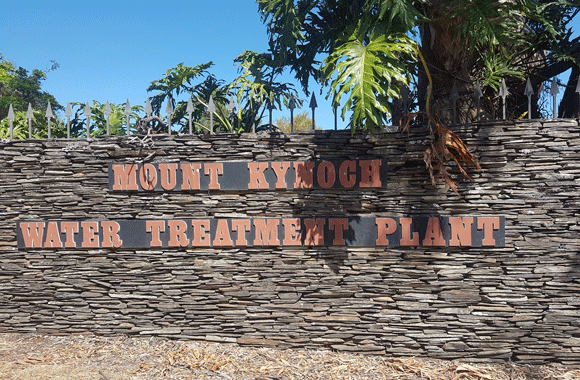 MOUNT KYNOCH
WATER TREATMENT PLANT